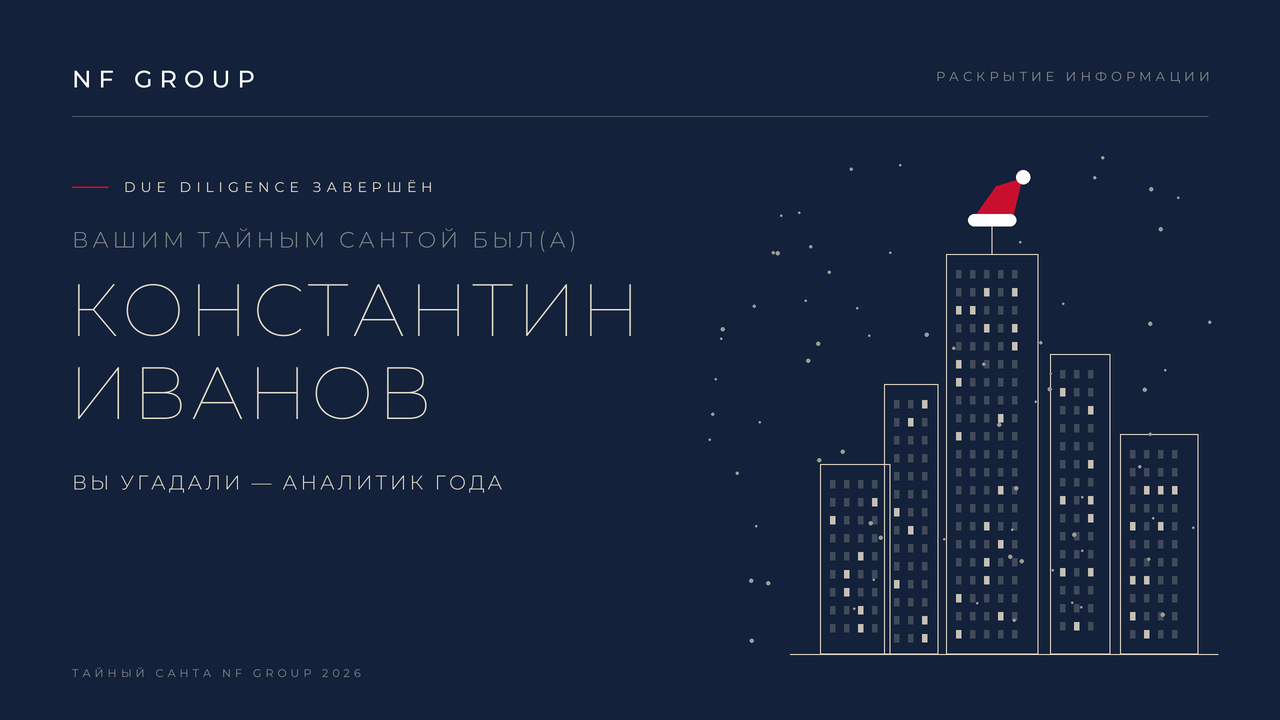 NF GROUP
РАСКРЫТИЕ ИНФОРМАЦИИ
DUE DILIGENCE ЗАВЕРШЁН
ВАШИМ ТАЙНЫМ САНТОЙ БЫЛ(А)
КОНСТАНТИН
ИВАНОВ
ВЫ УГАДАЛИ — АНАЛИТИК ГОДА
ТАЙНЫЙ САНТА NF GROUP 2026